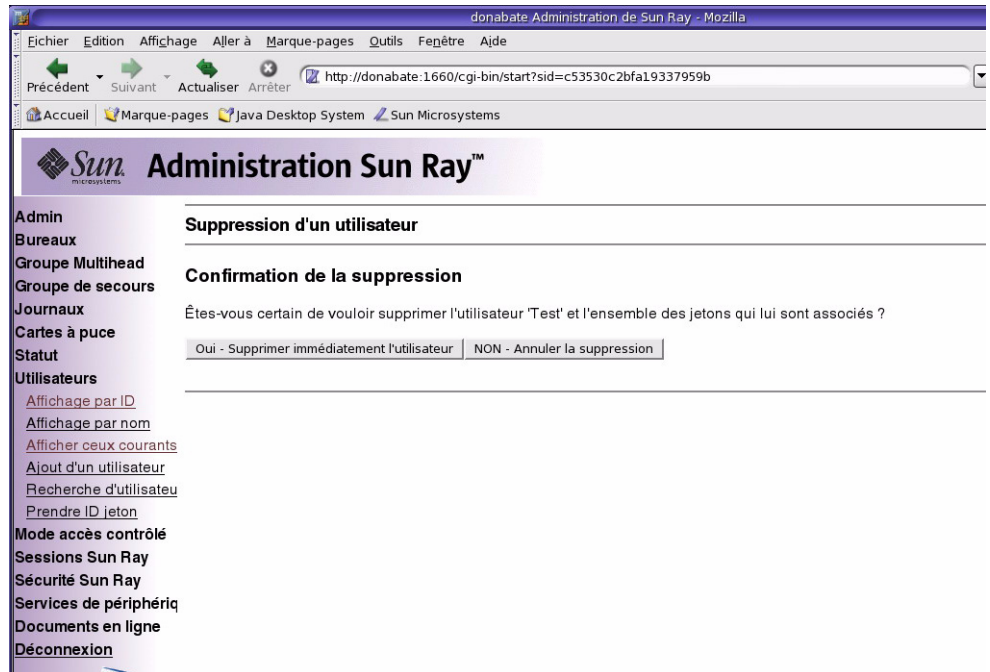 donabate Administration de Sun Ray - Mozilla
Fichier Edition Affichage Aller à Marque-pages Outils Fenêtre Aide
Précédent Suivant Actualiser Arrêter http://donabate:1660/cgi-bin/start?sid=c53530c2bfa19337959b
Accueil Marque-pages Java Desktop System Sun Microsystems
Sun microsystems Administration Sun Ray™
Admin
Bureaux
Groupe Multihead
Groupe de secours
Journaux
Cartes à puce
Statut
Utilisateurs
Affichage par ID
Affichage par nom
Afficher ceux courants
Ajout d'un utilisateur
Recherche d'utilisateu
Prendre ID jeton
Mode accès contrôlé
Sessions Sun Ray
Sécurité Sun Ray
Services de périphériq
Documents en ligne
Déconnexion
Suppression d'un utilisateur
Confirmation de la suppression
Êtes-vous certain de vouloir supprimer l'utilisateur 'Test' et l'ensemble des jetons qui lui sont associés ?
Oui - Supprimer immédiatement l'utilisateur NON - Annuler la suppression